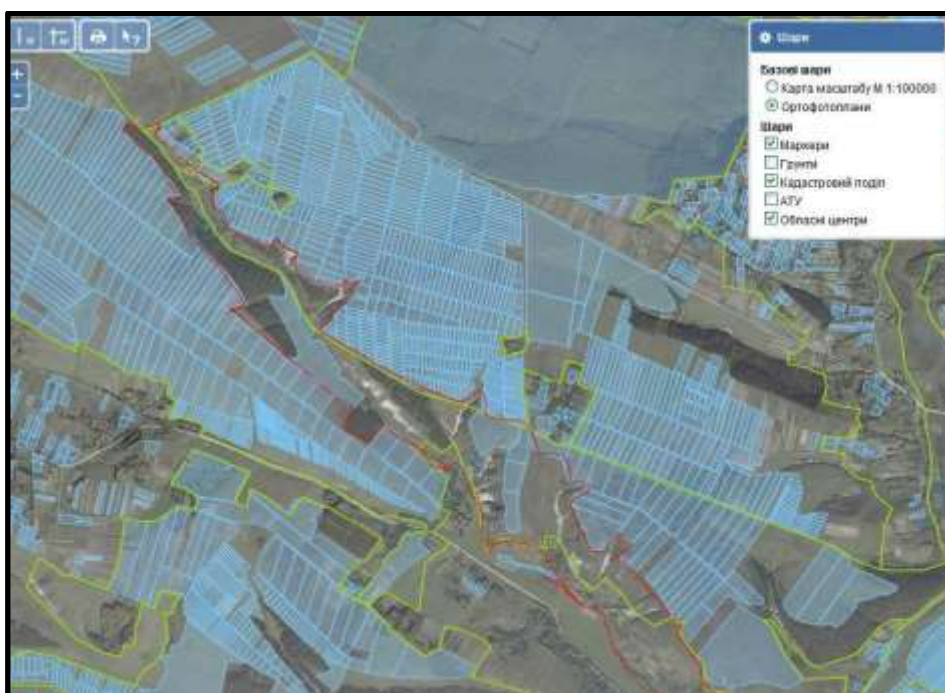 Шари
Базові шари
Карта масштабу М 1:100000
Ортофотоплани
Шари
Маркери
Ґрунти
Кадастровий поділ
АТУ
Обласні центри